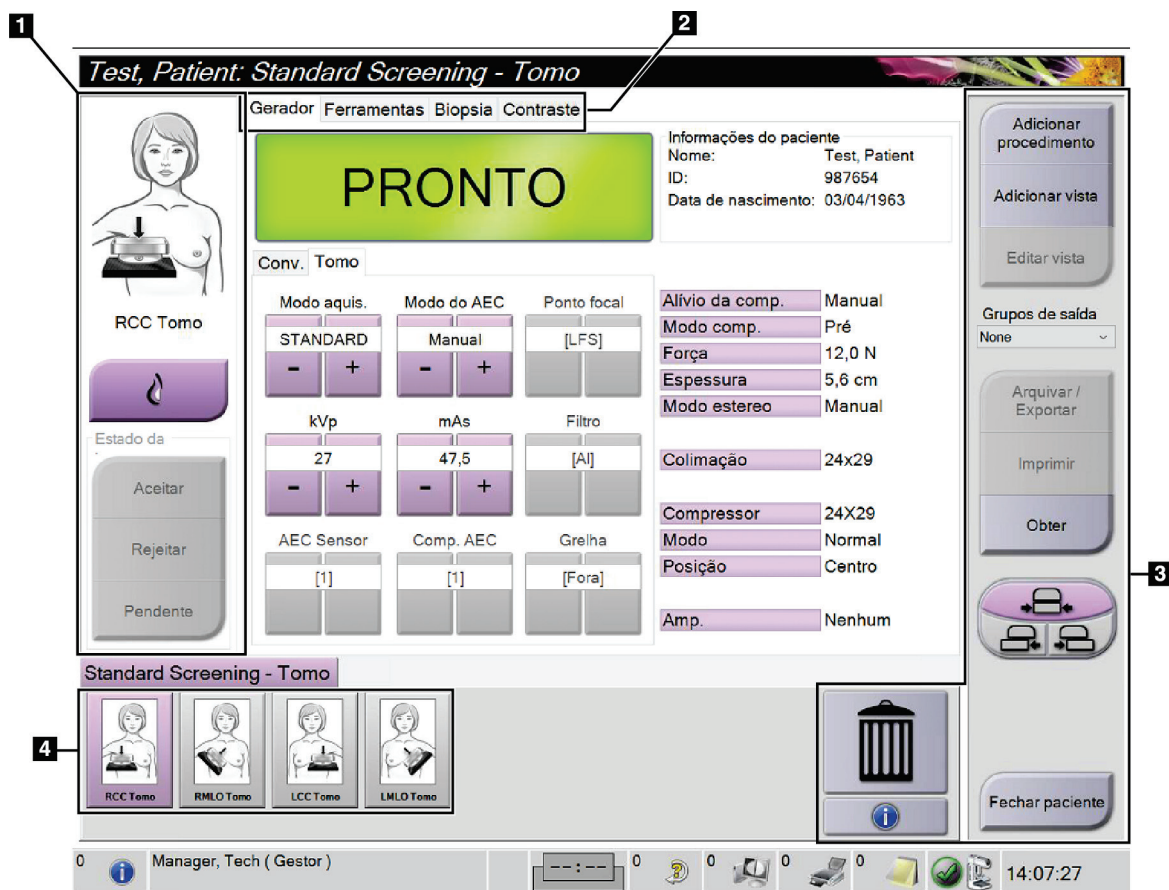 1
2
Test, Patient: Standard Screening - Tomo
Gerador Ferramentas Biopsia Contraste
PRONTO
Informações do paciente
Nome: Test, Patient
ID: 987654
Data de nascimento: 03/04/1963
RCC Tomo
Estado da
Aceitar
Rejeitar
Pendente
Conv. Tomo
Modo aquis. Modo do AEC Ponto focal
STANDARD Manual [LFS]
- + - +
kVp mAs Filtro
27 47,5 [Al]
- + - +
AEC Sensor Comp. AEC Grelha
[1] [1] [Fora]
Alívio da comp. Manual
Modo comp. Pré
Força 12,0 N
Espessura 5,6 cm
Modo estereo Manual
Colimação 24x29
Compressor 24X29
Modo Normal
Posição Centro
Amp. Nenhum
Adicionar
procedimento
Adicionar vista
Editar vista
Grupos de saída
None
Arquivar /
Exportar
Imprimir
Obter
3
Standard Screening - Tomo
4
RCC Tomo RMLO Tomo LCC Tomo LMLO Tomo
i
Fechar paciente
0 i Manager, Tech ( Gestor ) --:-- 0 ? 0 0 0 14:07:27